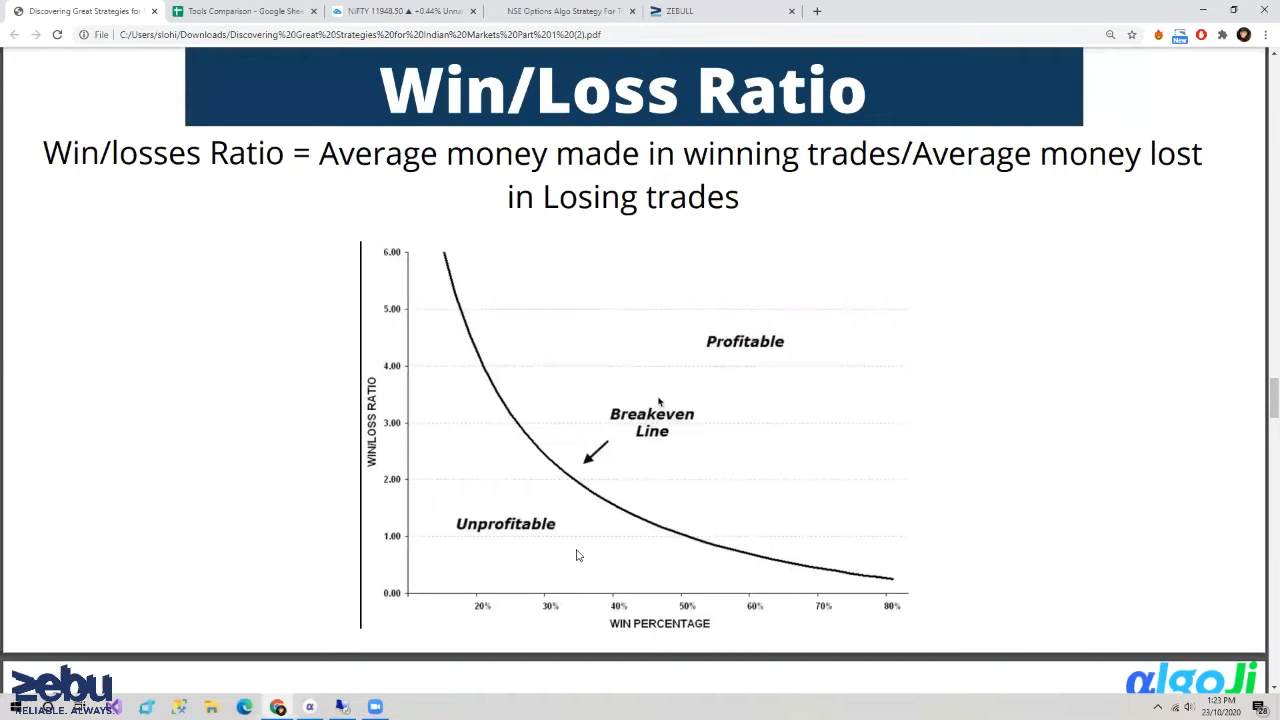 Discovering Great Strategies for
Tools Comparison - Google Shee
NIFTY 11948.50 ▲ +0.44% Unna
NSE Options Algo Strategy For Tr
ZEBULL
File
C:/Users/slohi/Downloads/Discovering%20Great%20Strategies%20for%20Indian%20Markets%20Part%201%20(2).pdf
New
Win/Loss Ratio
Win/losses Ratio = Average money made in winning trades/Average money lost
in Losing trades
6.00
5.00
Profitable
4.00
WIN/LOSS RATIO
3.00
Breakeven
Line
2.00
Unprofitable
1.00
0.00
20% 30% 40% 50% 60% 70% 80%
WIN PERCENTAGE
zebu
RELIABLE. ALWAYS.
algoJi
1:23 PM
23/10/2020
28